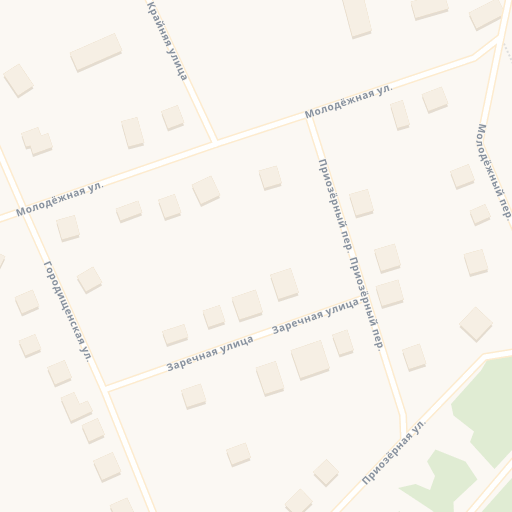 Крайняя улица
Молодёжная ул.
Молодёжный пер.
Приозёрный пер.
Молодёжная ул.
Приозёрный пер.
Городищенская ул.
Заречная улица
Заречная улица
Приозёрная ул.